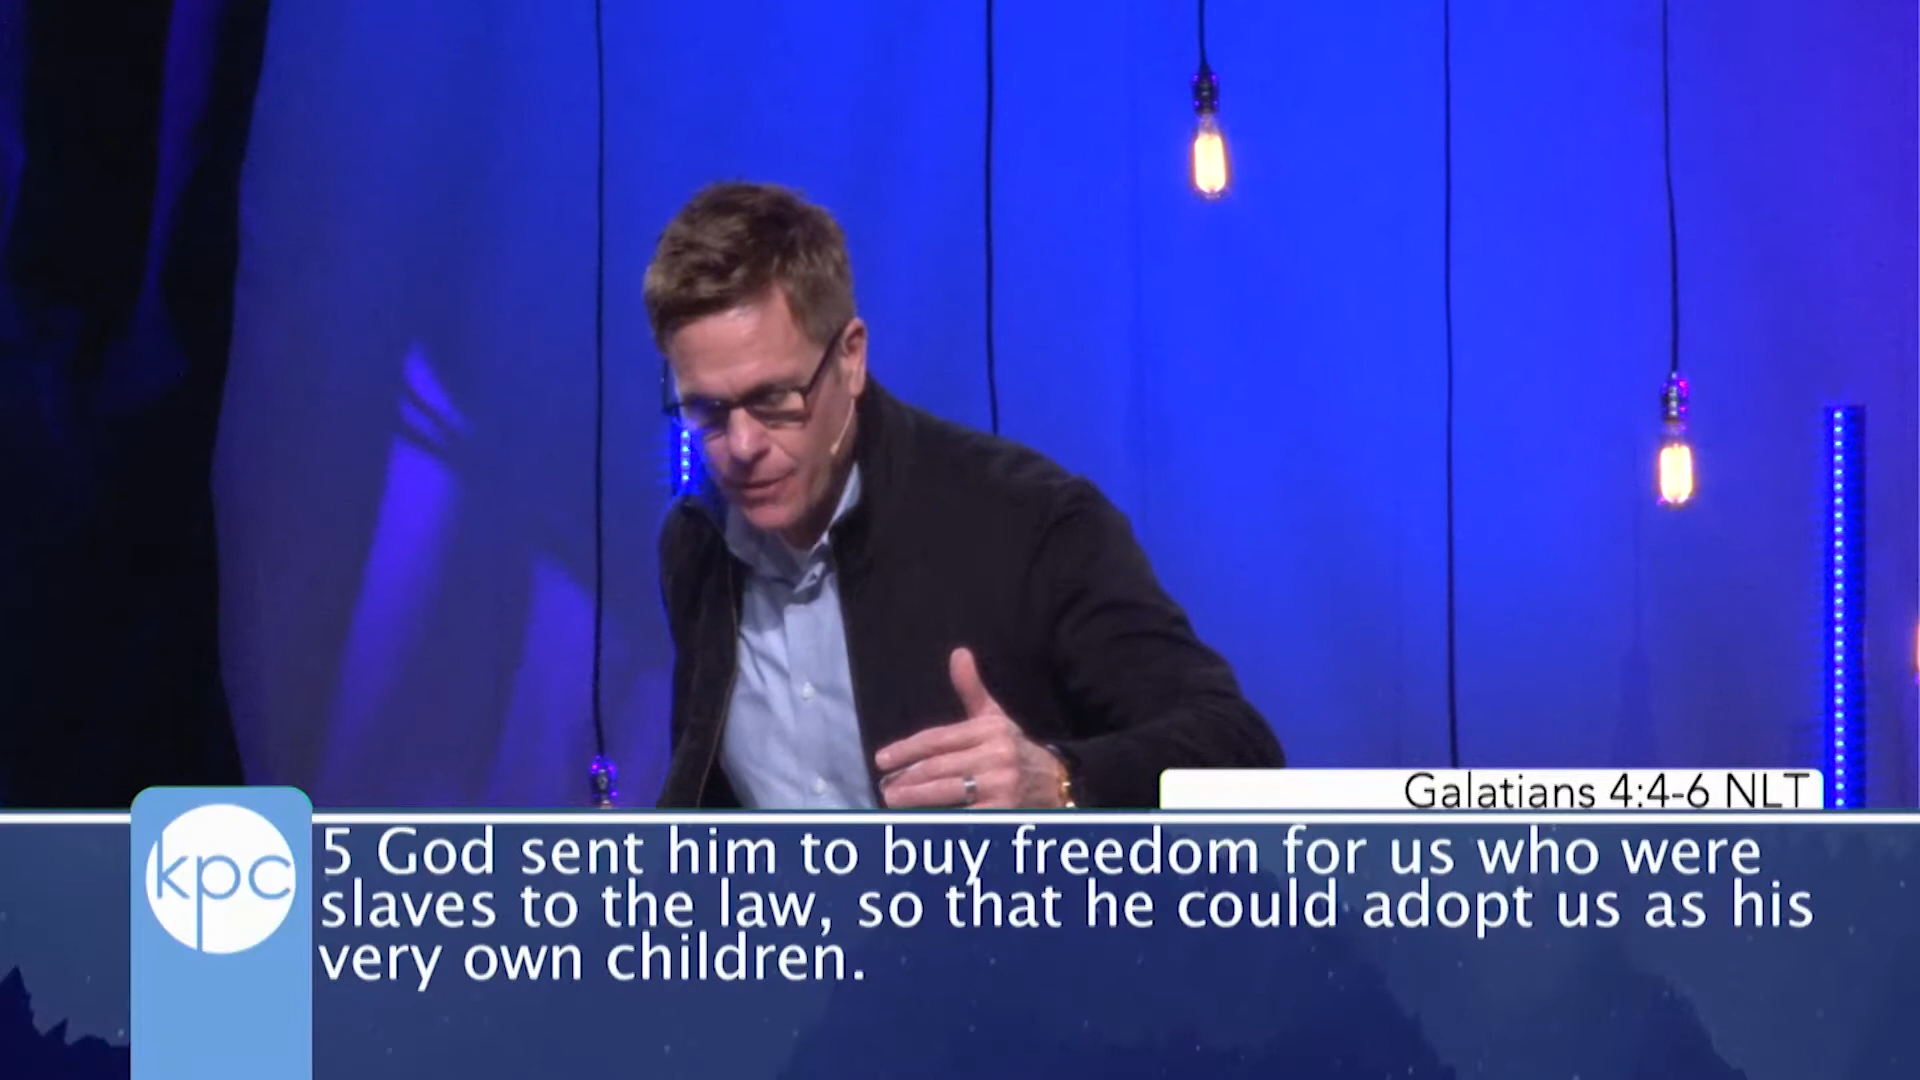 Galatians 4:4-6 NLT
kpc
5 God sent him to buy freedom for us who were
slaves to the law, so that he could adopt us as his
very own children.